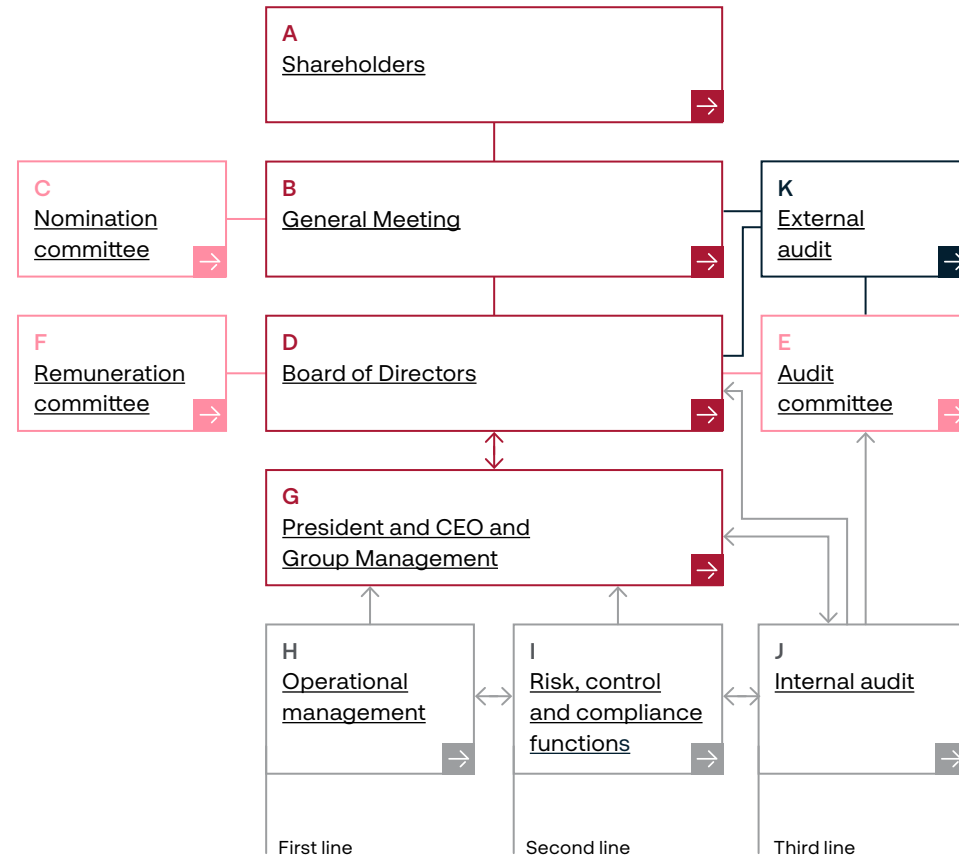 A
Shareholders
C
Nomination
committee
B
General Meeting
K
External
audit
F
Remuneration
committee
D
Board of Directors
E
Audit
committee
G
President and CEO and
Group Management
H
Operational
management
I
Risk, control
and compliance
functions
J
Internal audit
First line
Second line
Third line